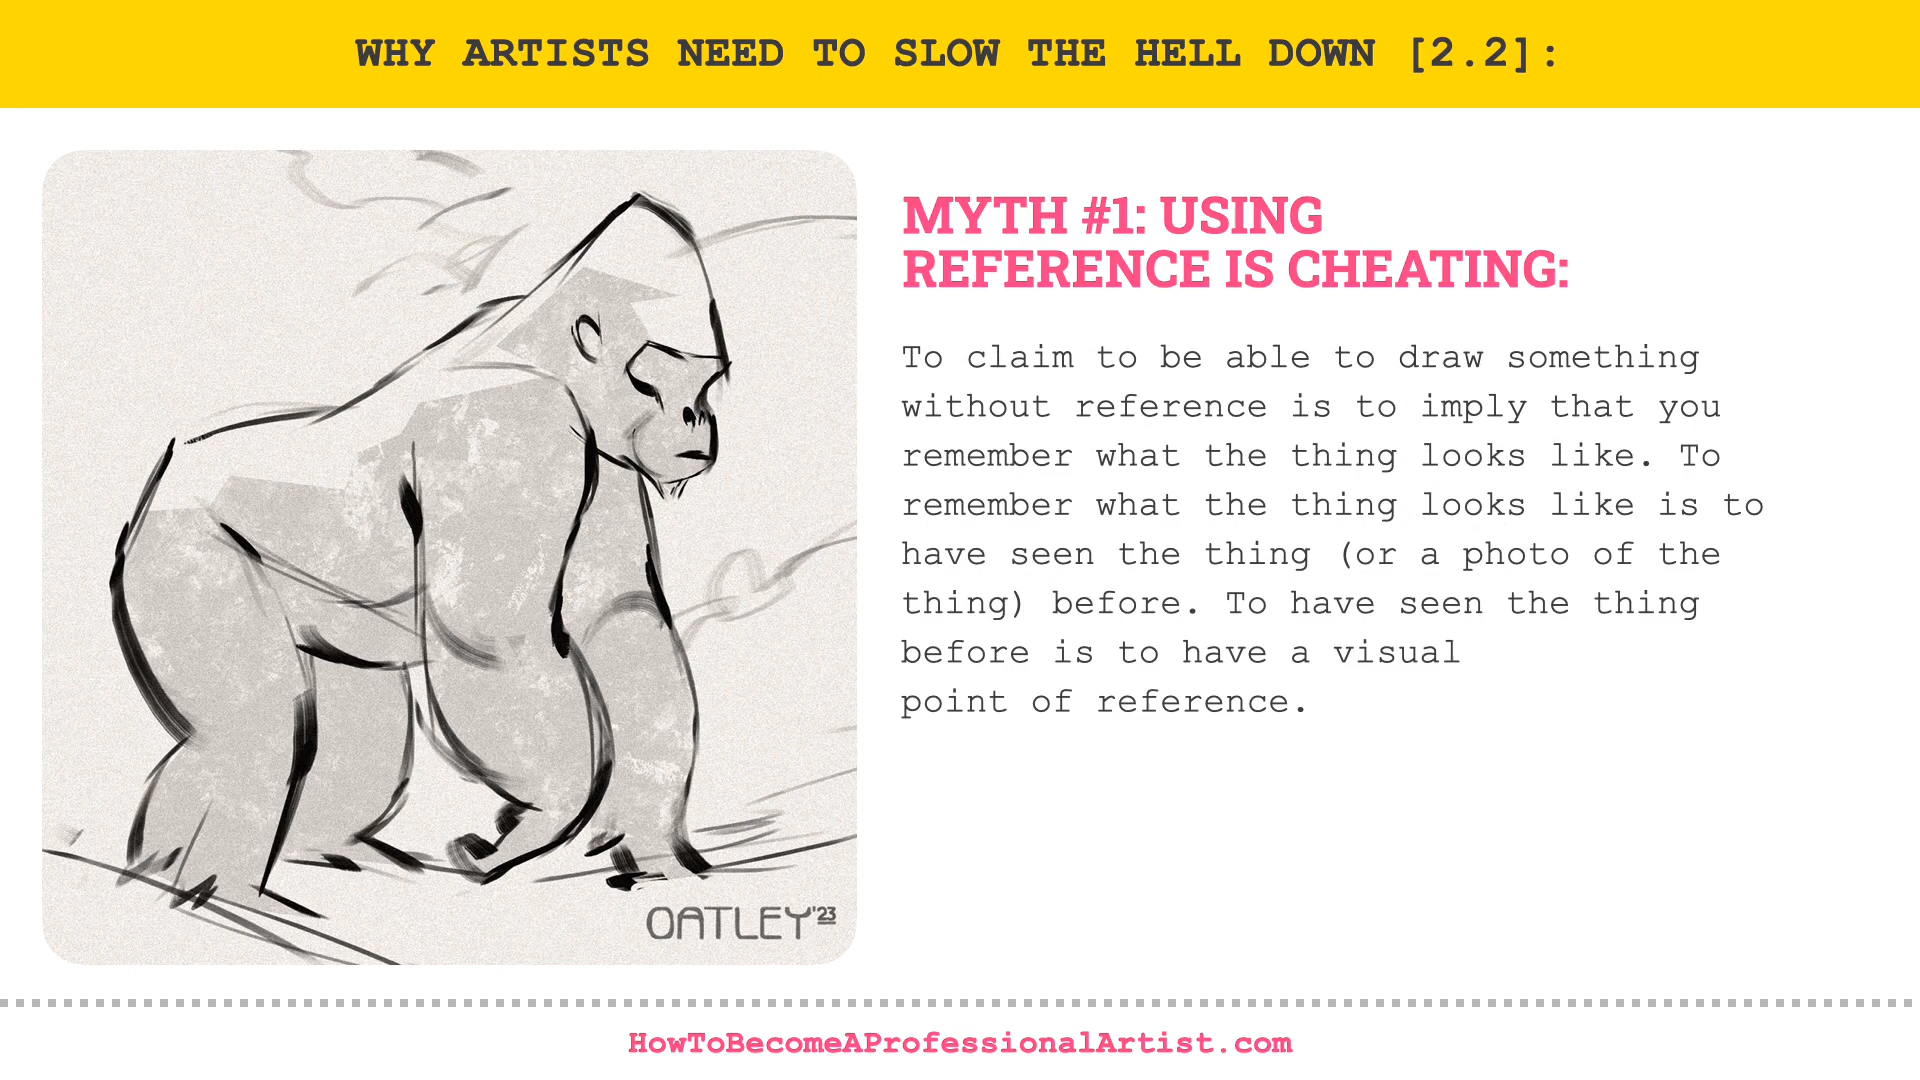 WHY ARTISTS NEED TO SLOW THE HELL DOWN [2.2]:
MYTH #1: USING
REFERENCE IS CHEATING:
To claim to be able to draw something
without reference is to imply that you
remember what the thing looks like. To
remember what the thing looks like is to
have seen the thing (or a photo of the
thing) before. To have seen the thing
before is to have a visual
point of reference.
OATLEY'23
HowToBecomeAProfessionalArtist.com